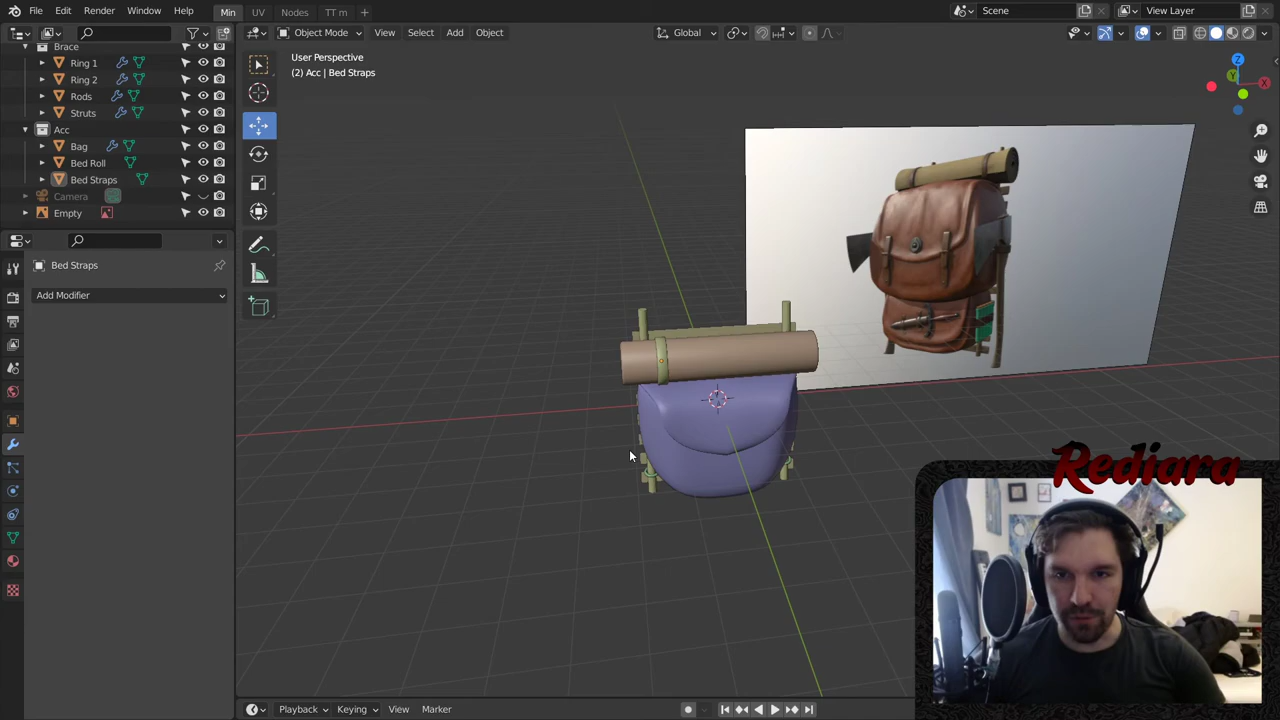 File Edit Render Window Help Min UV Nodes TT m Scene View Layer
Object Mode View Select Add Object Global
User Perspective
(2) Acc | Bed Straps
Brace
Ring 1
Ring 2
Rods
Struts
Acc
Bag
Bed Roll
Bed Straps
Camera
Empty
Bed Straps
Add Modifier
X
Y
Z
Rediara
Playback Keying View Marker